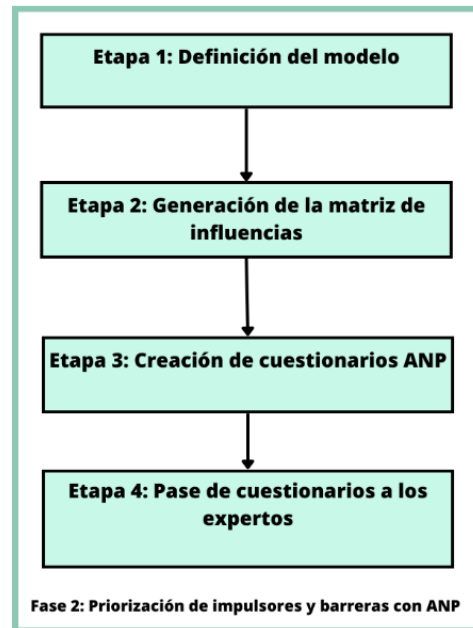 Etapa 1: Definición del modelo
Etapa 2: Generación de la matriz de
influencias
Etapa 3: Creación de cuestionarios ANP
Etapa 4: Pase de cuestionarios a los
expertos
Fase 2: Priorización de impulsores y barreras con ANP